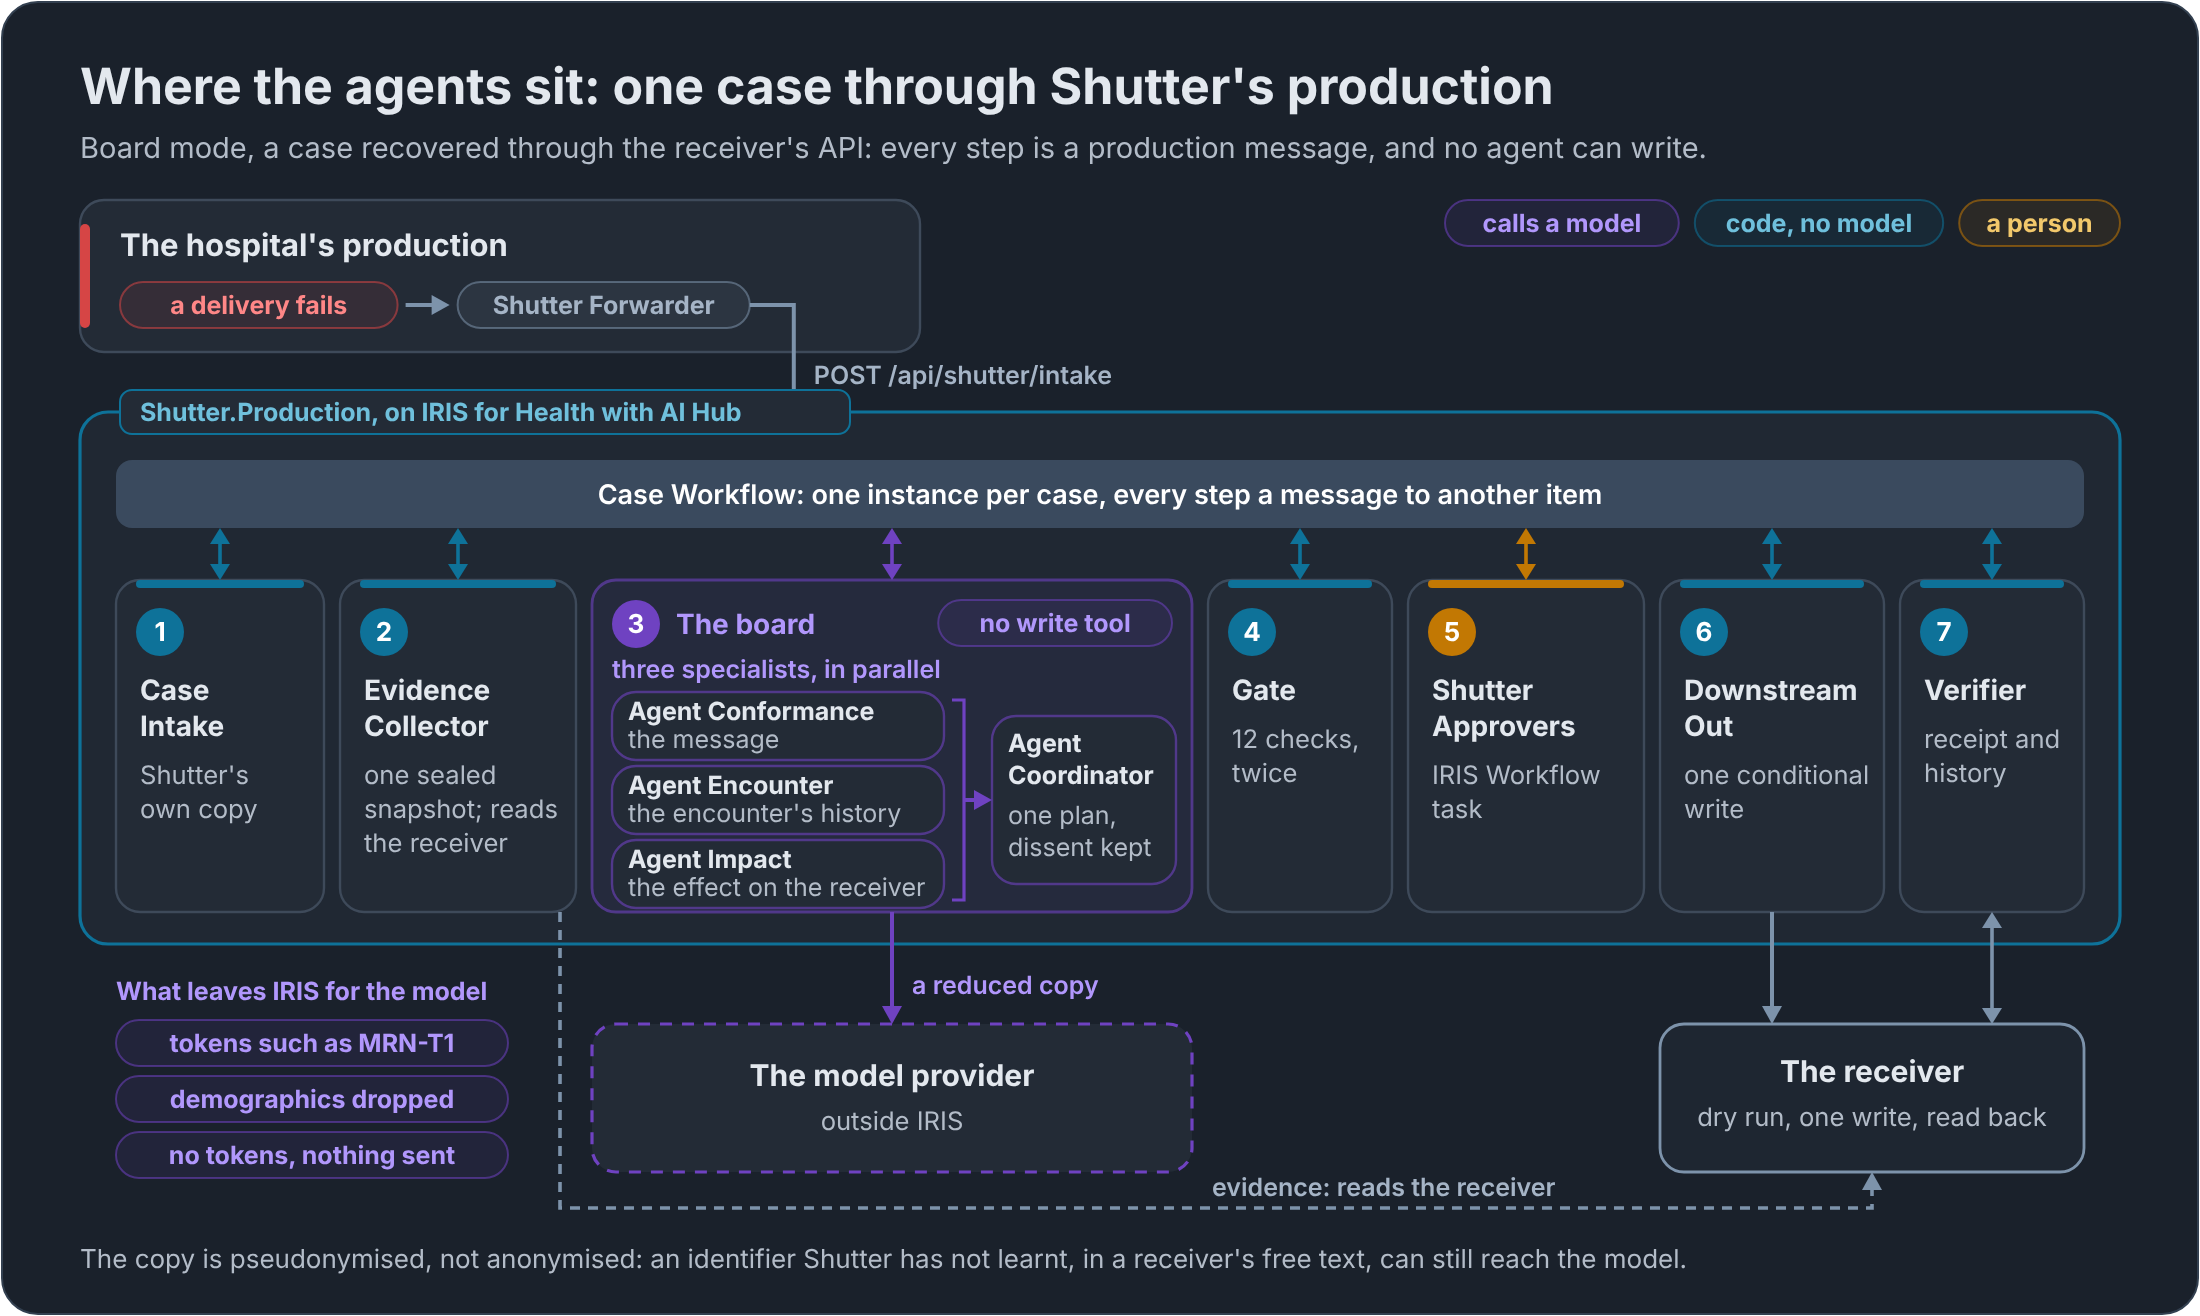 Where the agents sit: one case through Shutter's production
Board mode, a case recovered through the receiver's API: every step is a production message, and no agent can write.
The hospital's production
a delivery fails
Shutter Forwarder
calls a model
code, no model
a person
POST /api/shutter/intake
Shutter.Production, on IRIS for Health with AI Hub
Case Workflow: one instance per case, every step a message to another item
1
Case
Intake
Shutter's
own copy
2
Evidence
Collector
one sealed
snapshot; reads
the receiver
3
The board
no write tool
three specialists, in parallel
Agent Conformance
the message
Agent Encounter
the encounter's history
Agent Impact
the effect on the receiver
Agent
Coordinator
one plan,
dissent kept
4
Gate
12 checks,
twice
5
Shutter
Approvers
IRIS Workflow
task
6
Downstream
Out
one conditional
write
7
Verifier
receipt and
history
What leaves IRIS for the model
tokens such as MRN-T1
demographics dropped
no tokens, nothing sent
a reduced copy
The model provider
outside IRIS
The receiver
dry run, one write, read back
evidence: reads the receiver
The copy is pseudonymised, not anonymised: an identifier Shutter has not learnt, in a receiver's free text, can still reach the model.